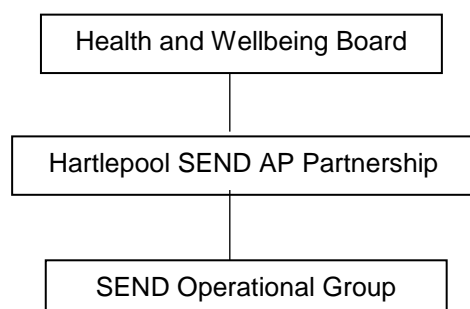 Health and Wellbeing Board
Hartlepool SEND AP Partnership
SEND Operational Group